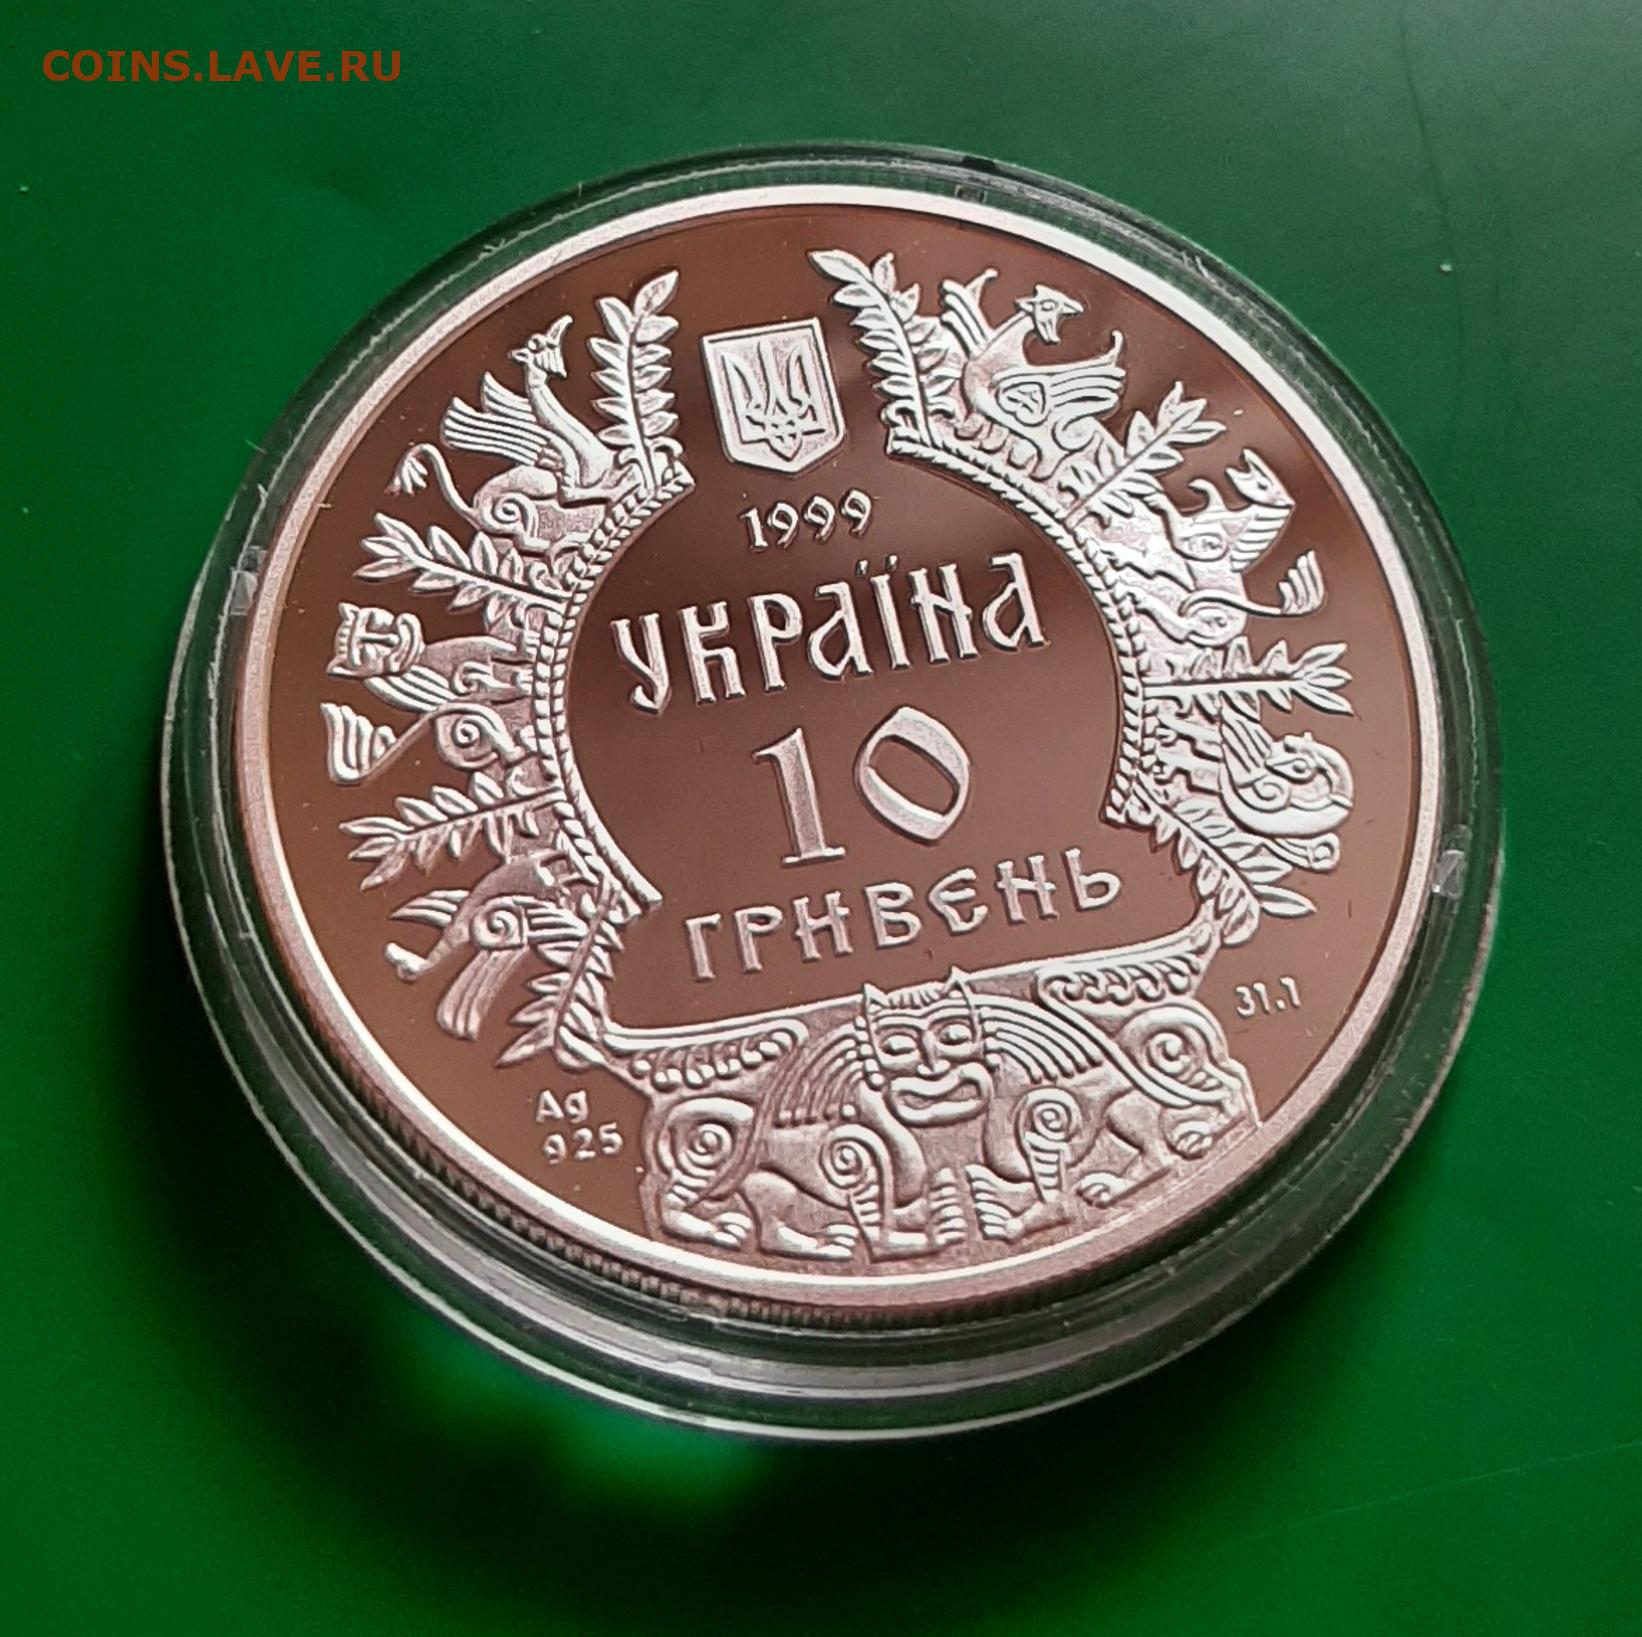 COINS.LAVE.RU
1999
УКРАЇНА
10
ГРИВЕНЬ
31.1
Ag
925